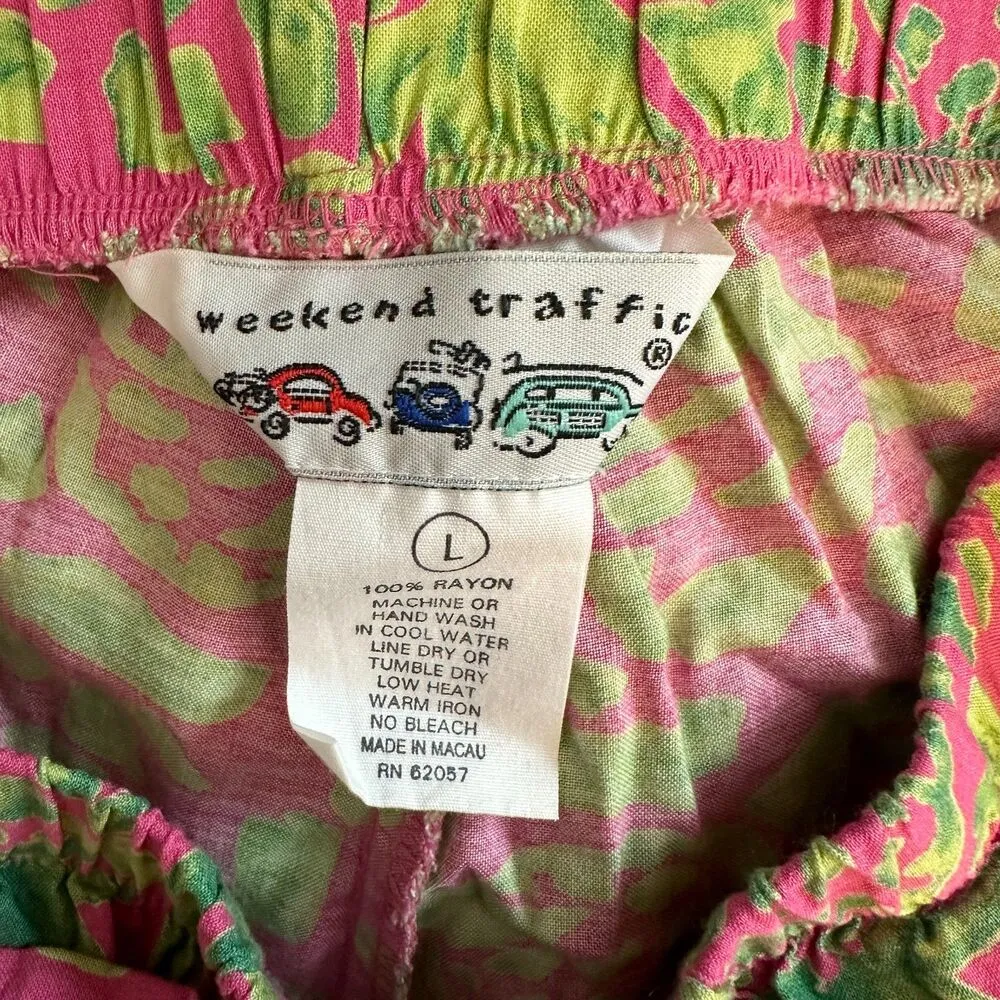 weekend traffic
®
L
100% RAYON
MACHINE OR
HAND WASH
IN COOL WATER
LINE DRY OR
TUMBLE DRY
LOW HEAT
WARM IRON
NO BLEACH
MADE IN MACAU
RN 62057